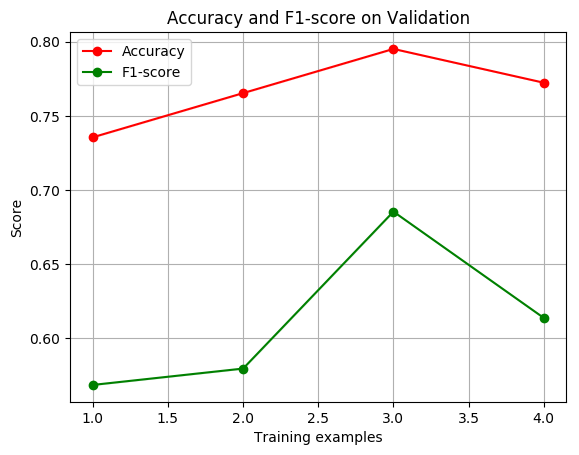 Accuracy and F1-score on Validation
Accuracy
F1-score
0.80
0.75
0.70
0.65
0.60
Score
1.0 1.5 2.0 2.5 3.0 3.5 4.0
Training examples